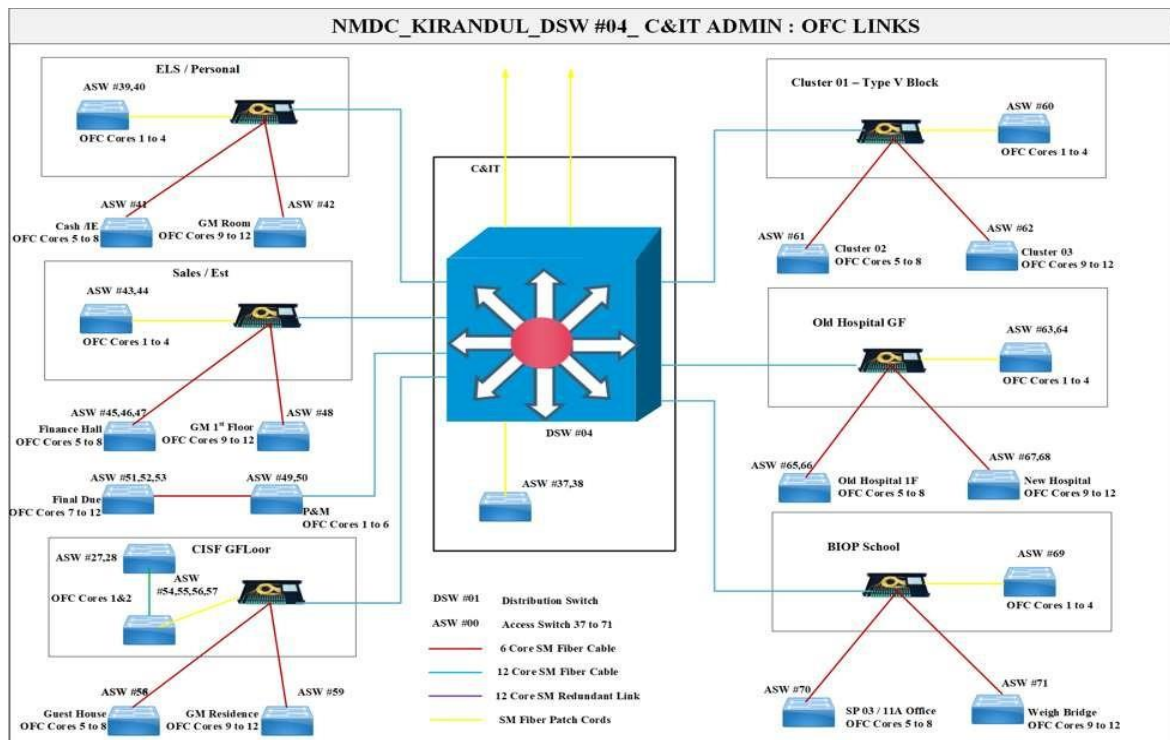 NMDC_KIRANDUL_DSW #04_ C&IT ADMIN : OFC LINKS
ELS / Personal
ASW #39,40
OFC Cores 1 to 4
ASW #41
Cash /IE
OFC Cores 5 to 8
ASW #42
GM Room
OFC Cores 9 to 12
Sales / Est
ASW #43,44
OFC Cores 1 to 4
ASW #45,46,47
Finance Hall
OFC Cores 5 to 8
ASW #48
GM 1st Floor
OFC Cores 9 to 12
ASW #51,52,53
Final Due
OFC Cores 7 to 12
ASW #49,50
P&M
OFC Cores 1 to 6
CISF GFLoor
ASW #27,28
ASW
#54,55,56,57
OFC Cores 1&2
ASW #58
Guest House
OFC Cores 5 to 8
ASW #59
GM Residence
OFC Cores 9 to 12
C&IT
DSW #04
ASW #37,38
DSW #01 Distribution Switch
ASW #00 Access Switch 37 to 71
6 Core SM Fiber Cable
12 Core SM Fiber Cable
12 Core SM Redundant Link
SM Fiber Patch Cords
Cluster 01 – Type V Block
ASW #60
OFC Cores 1 to 4
ASW #61
Cluster 02
OFC Cores 5 to 8
ASW #62
Cluster 03
OFC Cores 9 to 12
Old Hospital GF
ASW #63,64
OFC Cores 1 to 4
ASW #65,66
Old Hospital 1F
OFC Cores 5 to 8
ASW #67,68
New Hospital
OFC Cores 9 to 12
BIOP School
ASW #69
OFC Cores 1 to 4
ASW #70
SP 03 / 11A Office
OFC Cores 5 to 8
ASW #71
Weigh Bridge
OFC Cores 9 to 12